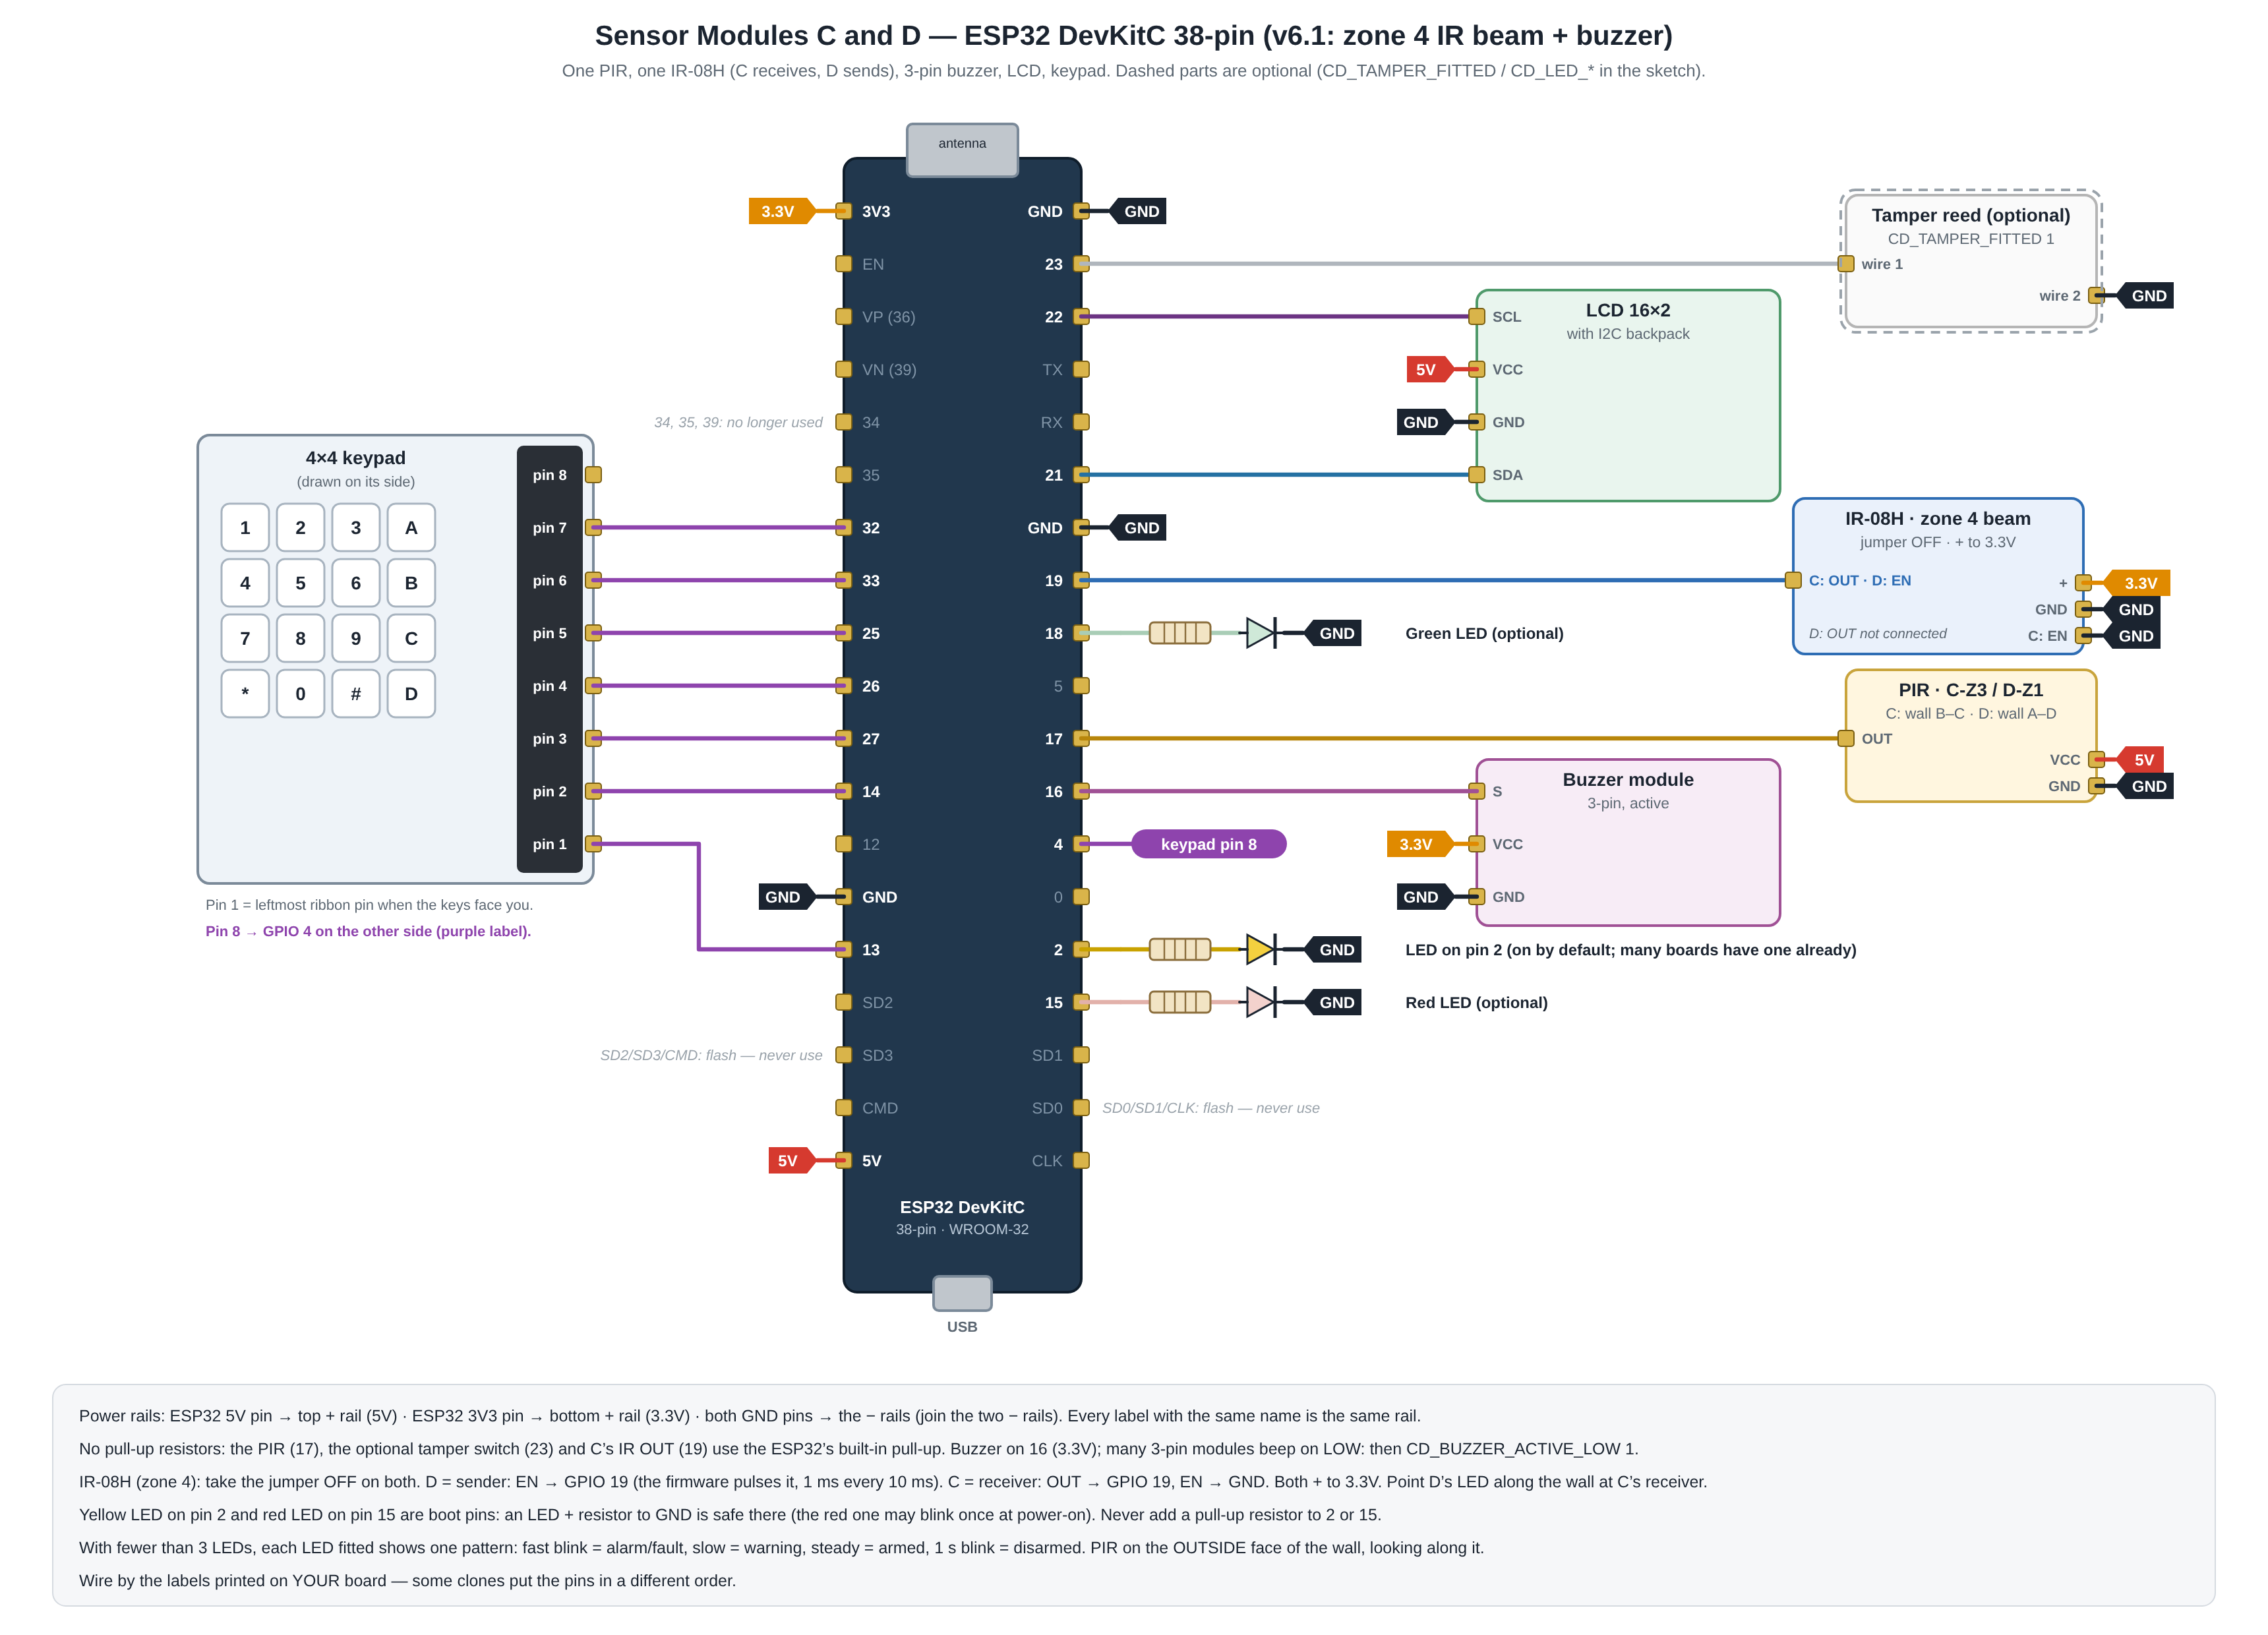 Sensor Modules C and D — ESP32 DevKitC 38-pin (v6.1: zone 4 IR beam + buzzer)
One PIR, one IR-08H (C receives, D sends), 3-pin buzzer, LCD, keypad. Dashed parts are optional (CD_TAMPER_FITTED / CD_LED_* in the sketch).
antenna
3.3V
3V3
GND
GND
EN
23
VP (36)
22
VN (39)
TX
34, 35, 39: no longer used
34
RX
35
21
32
GND
GND
33
19
25
18
GND
Green LED (optional)
26
5
27
17
14
16
12
4
keypad pin 8
GND
GND
0
13
2
GND
LED on pin 2 (on by default; many boards have one already)
SD2
15
GND
Red LED (optional)
SD2/SD3/CMD: flash — never use
SD3
SD1
CMD
SD0
SD0/SD1/CLK: flash — never use
5V
5V
CLK
ESP32 DevKitC
38-pin · WROOM-32
USB
4×4 keypad
(drawn on its side)
1 2 3 A
4 5 6 B
7 8 9 C
* 0 # D
pin 8
pin 7
pin 6
pin 5
pin 4
pin 3
pin 2
pin 1
Pin 1 = leftmost ribbon pin when the keys face you.
Pin 8 → GPIO 4 on the other side (purple label).
Tamper reed (optional)
CD_TAMPER_FITTED 1
wire 1
wire 2
GND
LCD 16×2
with I2C backpack
SCL
5V
VCC
GND
GND
SDA
IR-08H · zone 4 beam
jumper OFF · + to 3.3V
C: OUT · D: EN
+
3.3V
GND
GND
D: OUT not connected
C: EN
GND
PIR · C-Z3 / D-Z1
C: wall B–C · D: wall A–D
OUT
VCC
5V
GND
GND
Buzzer module
3-pin, active
S
3.3V
VCC
GND
GND
Power rails: ESP32 5V pin → top + rail (5V) · ESP32 3V3 pin → bottom + rail (3.3V) · both GND pins → the − rails (join the two − rails). Every label with the same name is the same rail.
No pull-up resistors: the PIR (17), the optional tamper switch (23) and C’s IR OUT (19) use the ESP32’s built-in pull-up. Buzzer on 16 (3.3V); many 3-pin modules beep on LOW: then CD_BUZZER_ACTIVE_LOW 1.
IR-08H (zone 4): take the jumper OFF on both. D = sender: EN → GPIO 19 (the firmware pulses it, 1 ms every 10 ms). C = receiver: OUT → GPIO 19, EN → GND. Both + to 3.3V. Point D’s LED along the wall at C’s receiver.
Yellow LED on pin 2 and red LED on pin 15 are boot pins: an LED + resistor to GND is safe there (the red one may blink once at power-on). Never add a pull-up resistor to 2 or 15.
With fewer than 3 LEDs, each LED fitted shows one pattern: fast blink = alarm/fault, slow = warning, steady = armed, 1 s blink = disarmed. PIR on the OUTSIDE face of the wall, looking along it.
Wire by the labels printed on YOUR board — some clones put the pins in a different order.